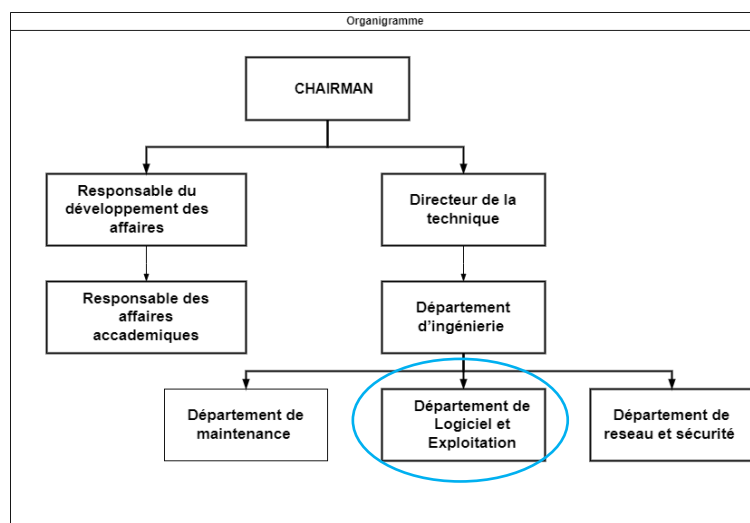 Organigramme
CHAIRMAN
Responsable du
développement des
affaires
Directeur de la
technique
Responsable des
affaires
accademiques
Département
d'ingénierie
Département de
maintenance
Département de
Logiciel et
Exploitation
Département de
reseau et sécurité